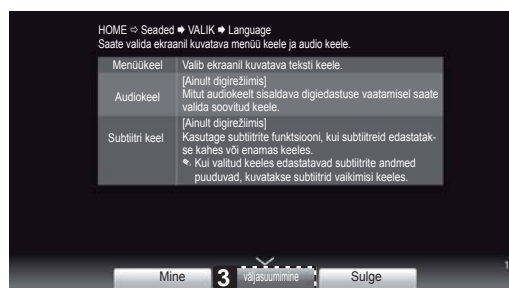 HOME ⇨ Seaded ➡ VALIK ➡ Language
Saate valida ekraanil kuvatava menüü keele ja audio keele.
Menüükeel
Valib ekraanil kuvatava teksti keele.
Audiokeel
[Ainult digirežiimis]
Mitut audiokeelt sisaldava digiedastuse vaatamisel saate
valida soovitud keele.
Subtiitri keel
[Ainult digirežiimis]
Kasutage subtiitrite funktsiooni, kui subtiitreid edastatak-
se kahes või enamas keeles.
Kui valitud keeles edastatavad subtiitrite andmed
puuduvad, kuvatakse subtiitrid vaikimisi keeles.
Mine
3
väljasuumimine
Sulge
1